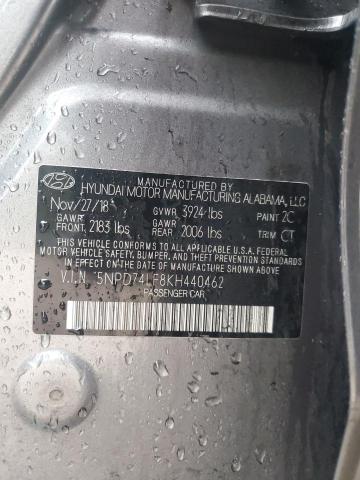 MANUFACTURED BY
HYUNDAI MOTOR MANUFACTURING ALABAMA, LLC
Nov/27/18 GVWR 3924 lbs PAINT 2C
GAWR FRONT 2183 lbs GAWR REAR 2006 lbs TRIM CT
THIS VEHICLE CONFORMS TO ALL APPLICABLE U.S.A. FEDERAL
MOTOR VEHICLE SAFETY, BUMPER, AND THEFT PREVENTION STANDARDS
IN EFFECT ON THE DATE OF MANUFACTURE SHOWN ABOVE.
V.I.N. 5NPD74LF8KH440462
PASSENGER CAR